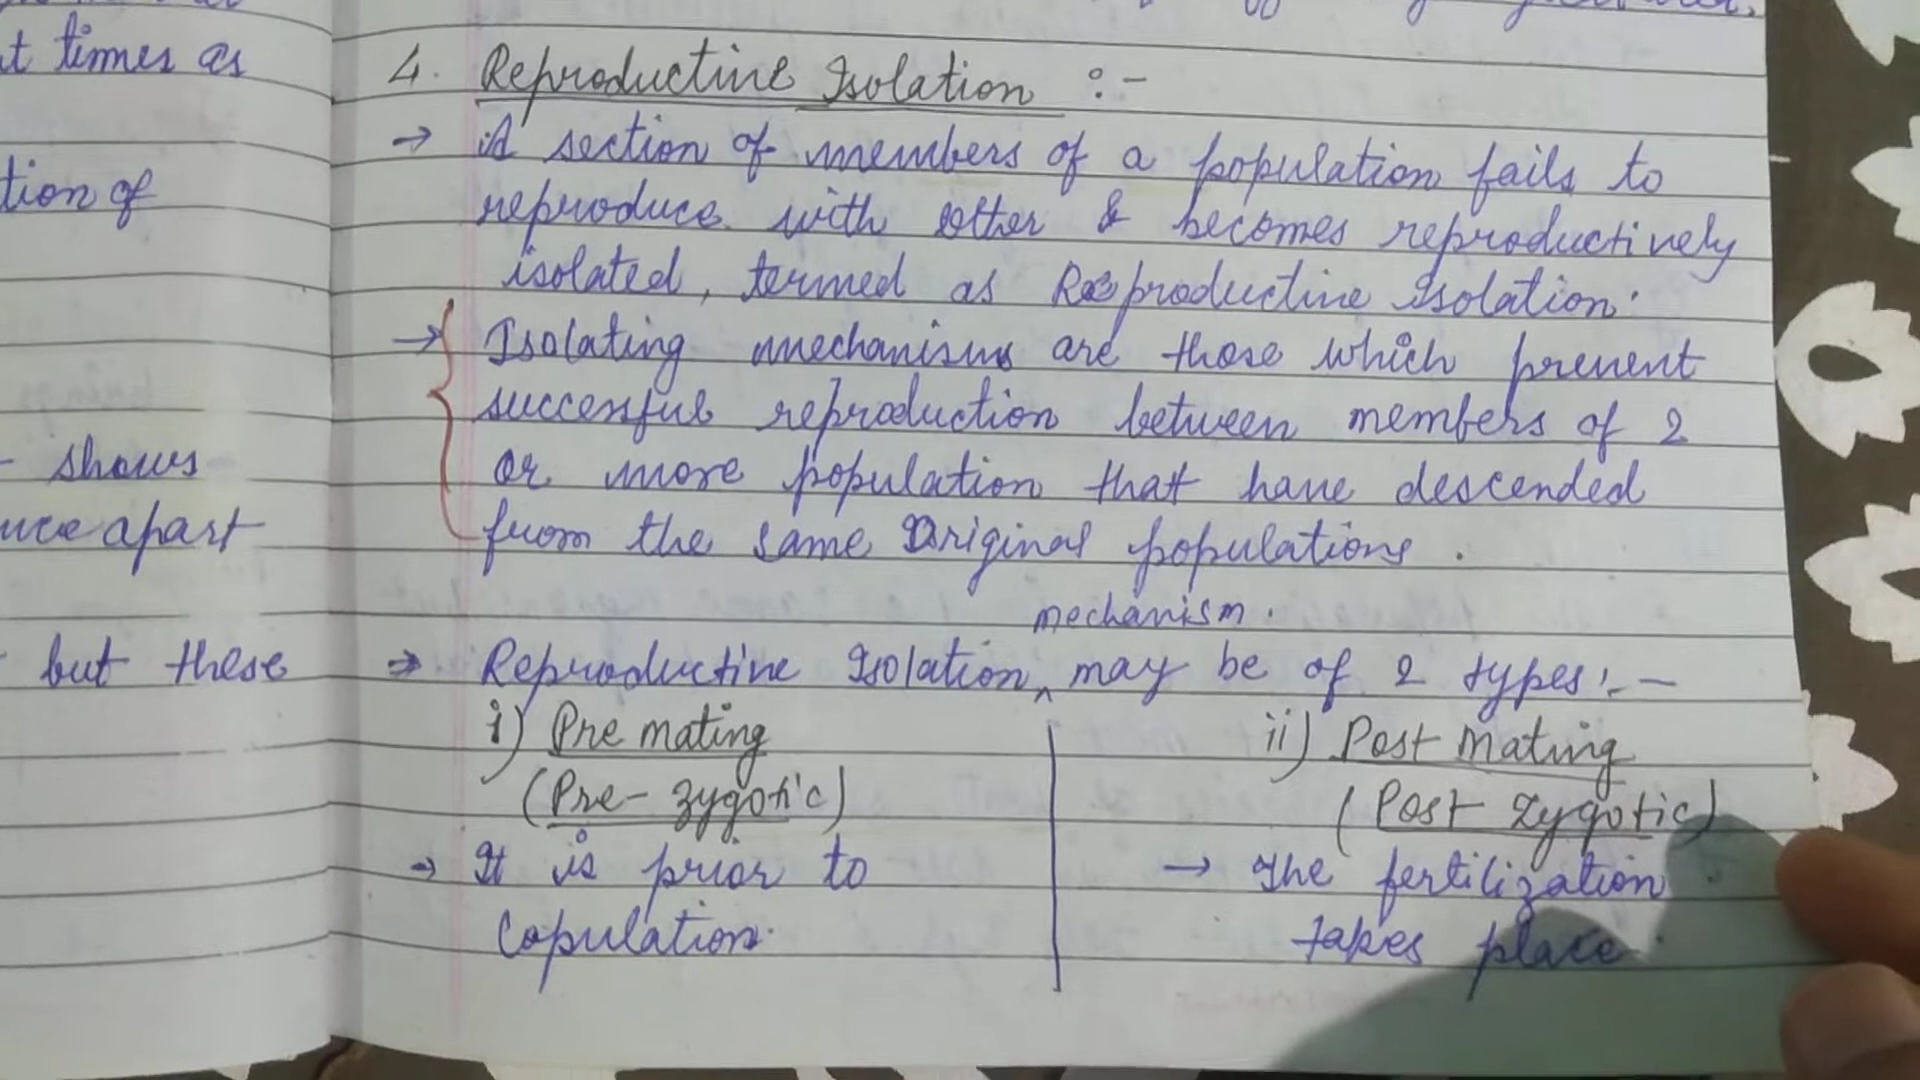 t times as
tion of
- shows
apart
but these
4. Reproductive Isolation :-
→ A section of members of a population fails to
reproduce with other & becomes reproductively
isolated, termed as Reproductive Isolation.
→ Isolating mechanisms are those which prevent
successful reproduction between members of 2
or more population that have descended
from the same Original populations.
mechanism.
→ Reproductive Isolation ^ may be of 2 types:-
i) Pre mating
(Pre-zygotic)
→ It is prior to
Copulation.
ii) Post mating
(Post zygotic)
→ The fertilization
takes place.